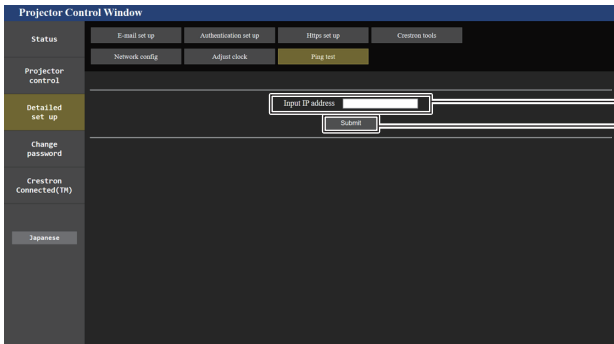 Projector Control Window
Status
E-mail set up
Authentication set up
Https set up
Crestron tools
Network config
Adjust clock
Ping test
Projector
control
Detailed
set up
Change
password
Crestron
Connected(TM)
Japanese
Input IP address
Submit